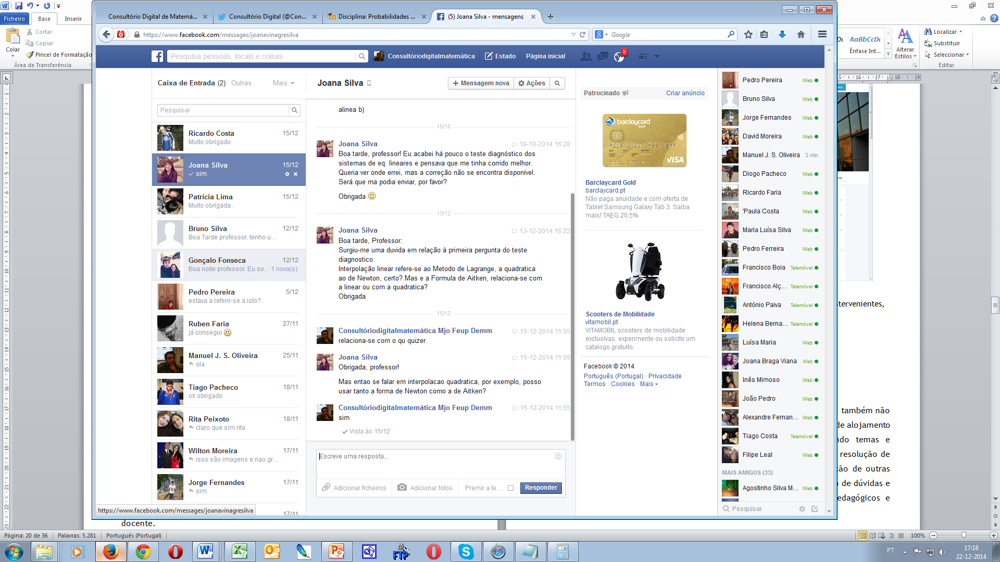 Consultório Digital de Matemá...
Consultório Digital (@Con...
Disciplina: Probabilidades ...
(5) Joana Silva - mensagens
Ficheiro
Base
Inserir
Cortar
Copiar
Colar
Pincel de Formatação
Área de Transferência
https://www.facebook.com/messages/joanavinagresilva
Google
AaBbCcDc
Ênfase Int...
Alterar
Estilos
Localizar
Substituir
Seleccionar
Editar
Pesquisa pessoas, locais e coisas
Consultóriodigitalmatemática
Estado
Página inicial
5
Caixa de Entrada (2)
Outras
Mais
Pesquisar
Ricardo Costa 15/12
Muito obrigado
Joana Silva 15/12
sim
Patrícia Lima 15/12
Muito obrigada .
Bruno Silva 12/12
Boa Tarde professor. tenho u...
Gonçalo Fonseca 12/12
Boa noite professor. Eu so... 1 nova(s)
Pedro Pereira 5/12
estava a referir-se a isto?
Ruben Faria 27/11
já consegui
Manuel J. S. Oliveira 25/11
ola
Tiago Pacheco 18/11
ok obrigado
Rita Peixoto 18/11
claro que sim rita
Wilton Moreira 17/11
isso são imagens e nao gr...
Jorge Fernandes 17/11
sim
17/11
https://www.facebook.com/messages/joanavinagresilva
Joana Silva
Mensagem nova
Ações
alinea b)
18/10
Joana Silva 18-10-2014 16:28
Boa tarde, professor! Eu acabei há pouco o teste diagnóstico dos
sistemas de eq. lineares e pensava que me tinha corrido melhor.
Queria ver onde errei, mas a correção não se encontra disponível.
Será que ma podia enviar, por favor?
Obrigada
13/12
Joana Silva 13-12-2014 16:22
Boa tarde, Professor:
Surgiu-me uma duvida em relação à primeira pergunta do teste
diagnostico.
Interpolação linear refere-se ao Metodo de Lagrange, a quadratica
ao de Newton, certo? Mas e a Formula de Aitken, relaciona-se com
a linear ou com a quadratica?
Obrigada
15/12
Consultóriodigitalmatemática Mjo Feup Demm 15-12-2014 11:05
relaciona-se com o qu quizer
Joana Silva 15-12-2014 11:09
Obrigada, professor!
Mas entao se falar em interpolacao quadratica, por exemplo, posso
usar tanto a forma de Newton como a de Aitken?
Consultóriodigitalmatemática Mjo Feup Demm 15-12-2014 11:55
sim
Vista às 15/12
Escreve uma resposta...
Adicionar ficheiros
Adicionar fotos
Premir a te...
Responder
Patrocinado
Criar anúncio
barclaycard
Gold
VISA
Barclaycard Gold
barclaycard.pt
Não paga anuidade e com oferta de
Tablet Samsung Galaxy Tab 3. Saiba
mais! TAEG 20,5%
Scooters de Mobilidade
vitamobil.pt
VITAMOBIL scooters de mobilidade
exclusivas. experimente ou solicite um
catalogo gratuito.
Facebook © 2014
Português (Portugal) · Privacidade ·
Termos · Cookies · Mais
Pedro Pereira Web
Bruno Silva Web
Jorge Fernandes Web
David Moreira Web
Manuel J. S. Oliveira 3 min
Diogo Pacheco Web
Ricardo Faria Web
'Paula Costa Web
Maria Luísa Silva Web
Pedro Ferreira Web
Francisco Boia Telemóvel
Francisco Alç... Telemóvel
António Paiva Telemóvel
Helena Berna... Telemóvel
Luísa Maria Web
Joana Braga Viana Web
Inês Mimoso Web
João Pedro Web
Alexandre Fernan... Web
Tiago Costa Telemóvel
Filipe Leal Web
MAIS AMIGOS (33)
Agostinho Silva M... Web
Pesquisar
tervenientes,
também não
de alojamento
ndo temas e
resolução de
ção de outras
o de dúvidas e
edagógicos e
docente.
Página: 20 de 36
Palavras: 5.281
Português (Portugal)
100%
FTP
PT
17:18
22-12-2014